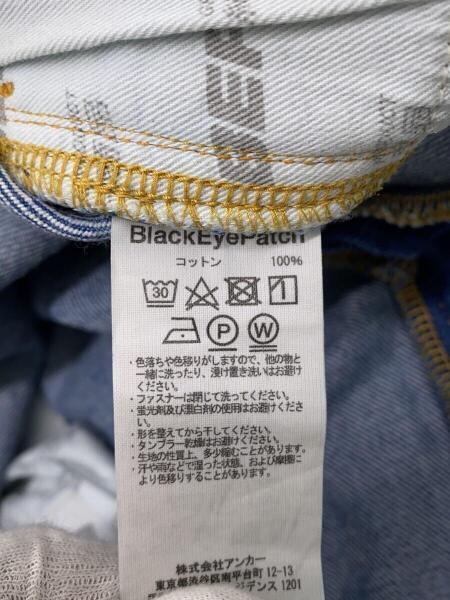 BlackEyePatch
コットン 100%
30
P W
・色落ちや色移りがしますので、他の物と
一緒に洗ったり、浸け置き洗いはお避け
ください。
・ファスナーは閉じて洗ってください。
・蛍光剤及び漂白剤の使用はお避けくださ
い。
・形を整えてから干してください。
・タンブラー乾燥はお避けください。
・生地の性質上、多少縮むことがあります。
・汗や雨などで湿った状態、および摩擦に
より色移りすることがあります。
株式会社アンカー
東京都渋谷区南平台町 12-13
デンス 1201